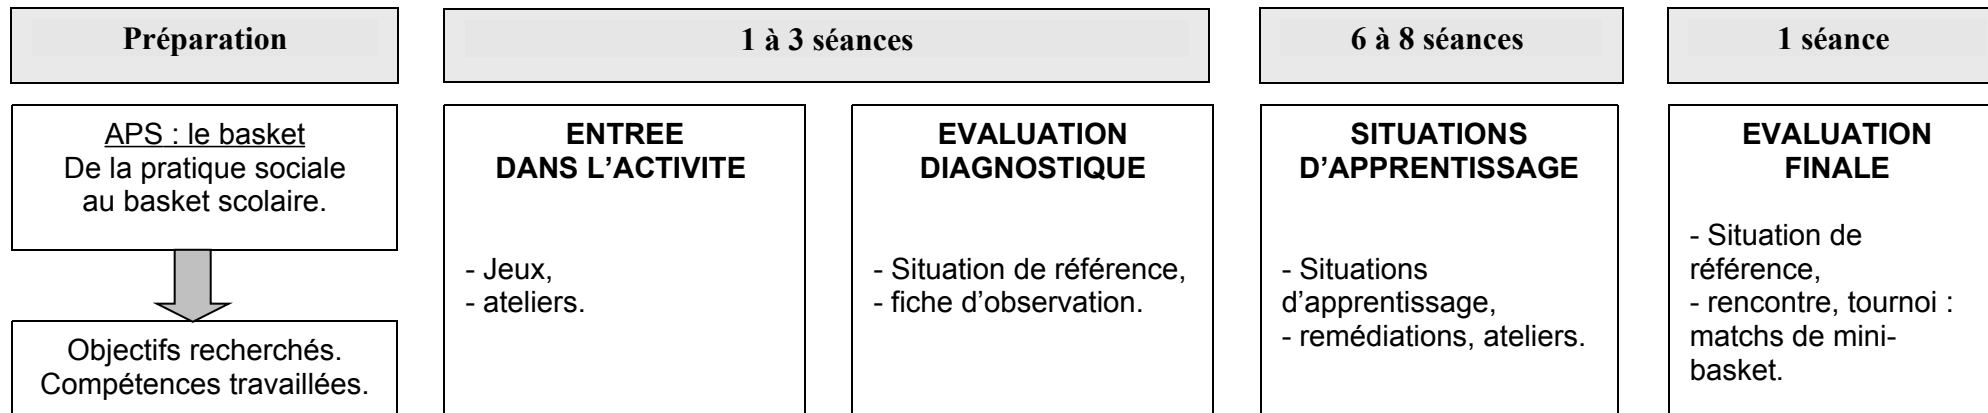 Préparation
1 à 3 séances
6 à 8 séances
1 séance
APS : le basket
De la pratique sociale
au basket scolaire.
Objectifs recherchés.
Compétences travaillées.
ENTREE
DANS L’ACTIVITE
- Jeux,
- ateliers.
EVALUATION
DIAGNOSTIQUE
- Situation de référence,
- fiche d’observation.
SITUATIONS
D’APPRENTISSAGE
- Situations
d’apprentissage,
- remédiations, ateliers.
EVALUATION
FINALE
- Situation de
référence,
- rencontre, tournoi :
matchs de mini-
basket.